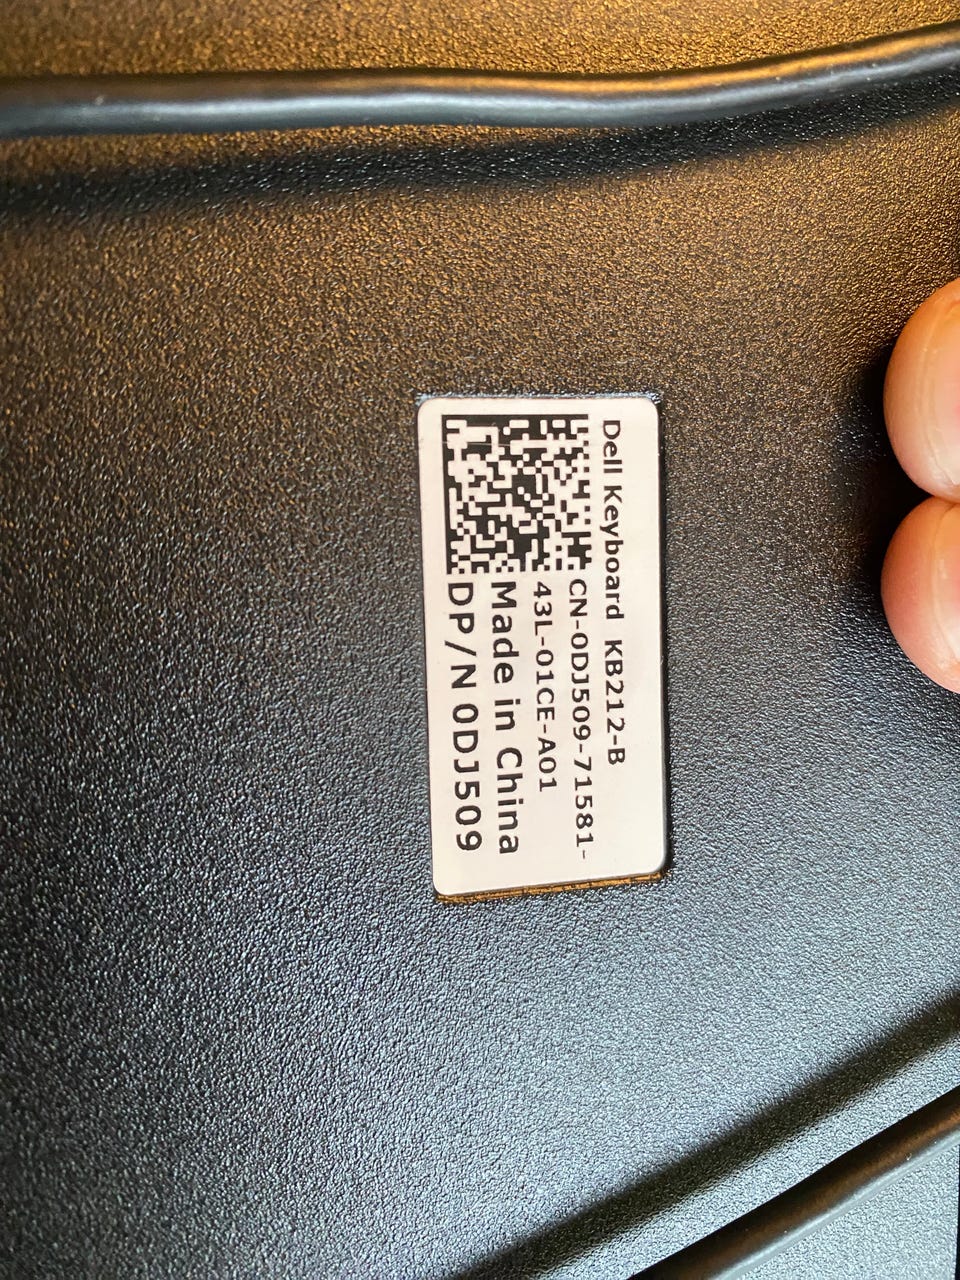 Dell Keyboard KB212-B
CN-0DJ509-71581-
43L-01CE-A01
Made in China
DP/N 0DJ509